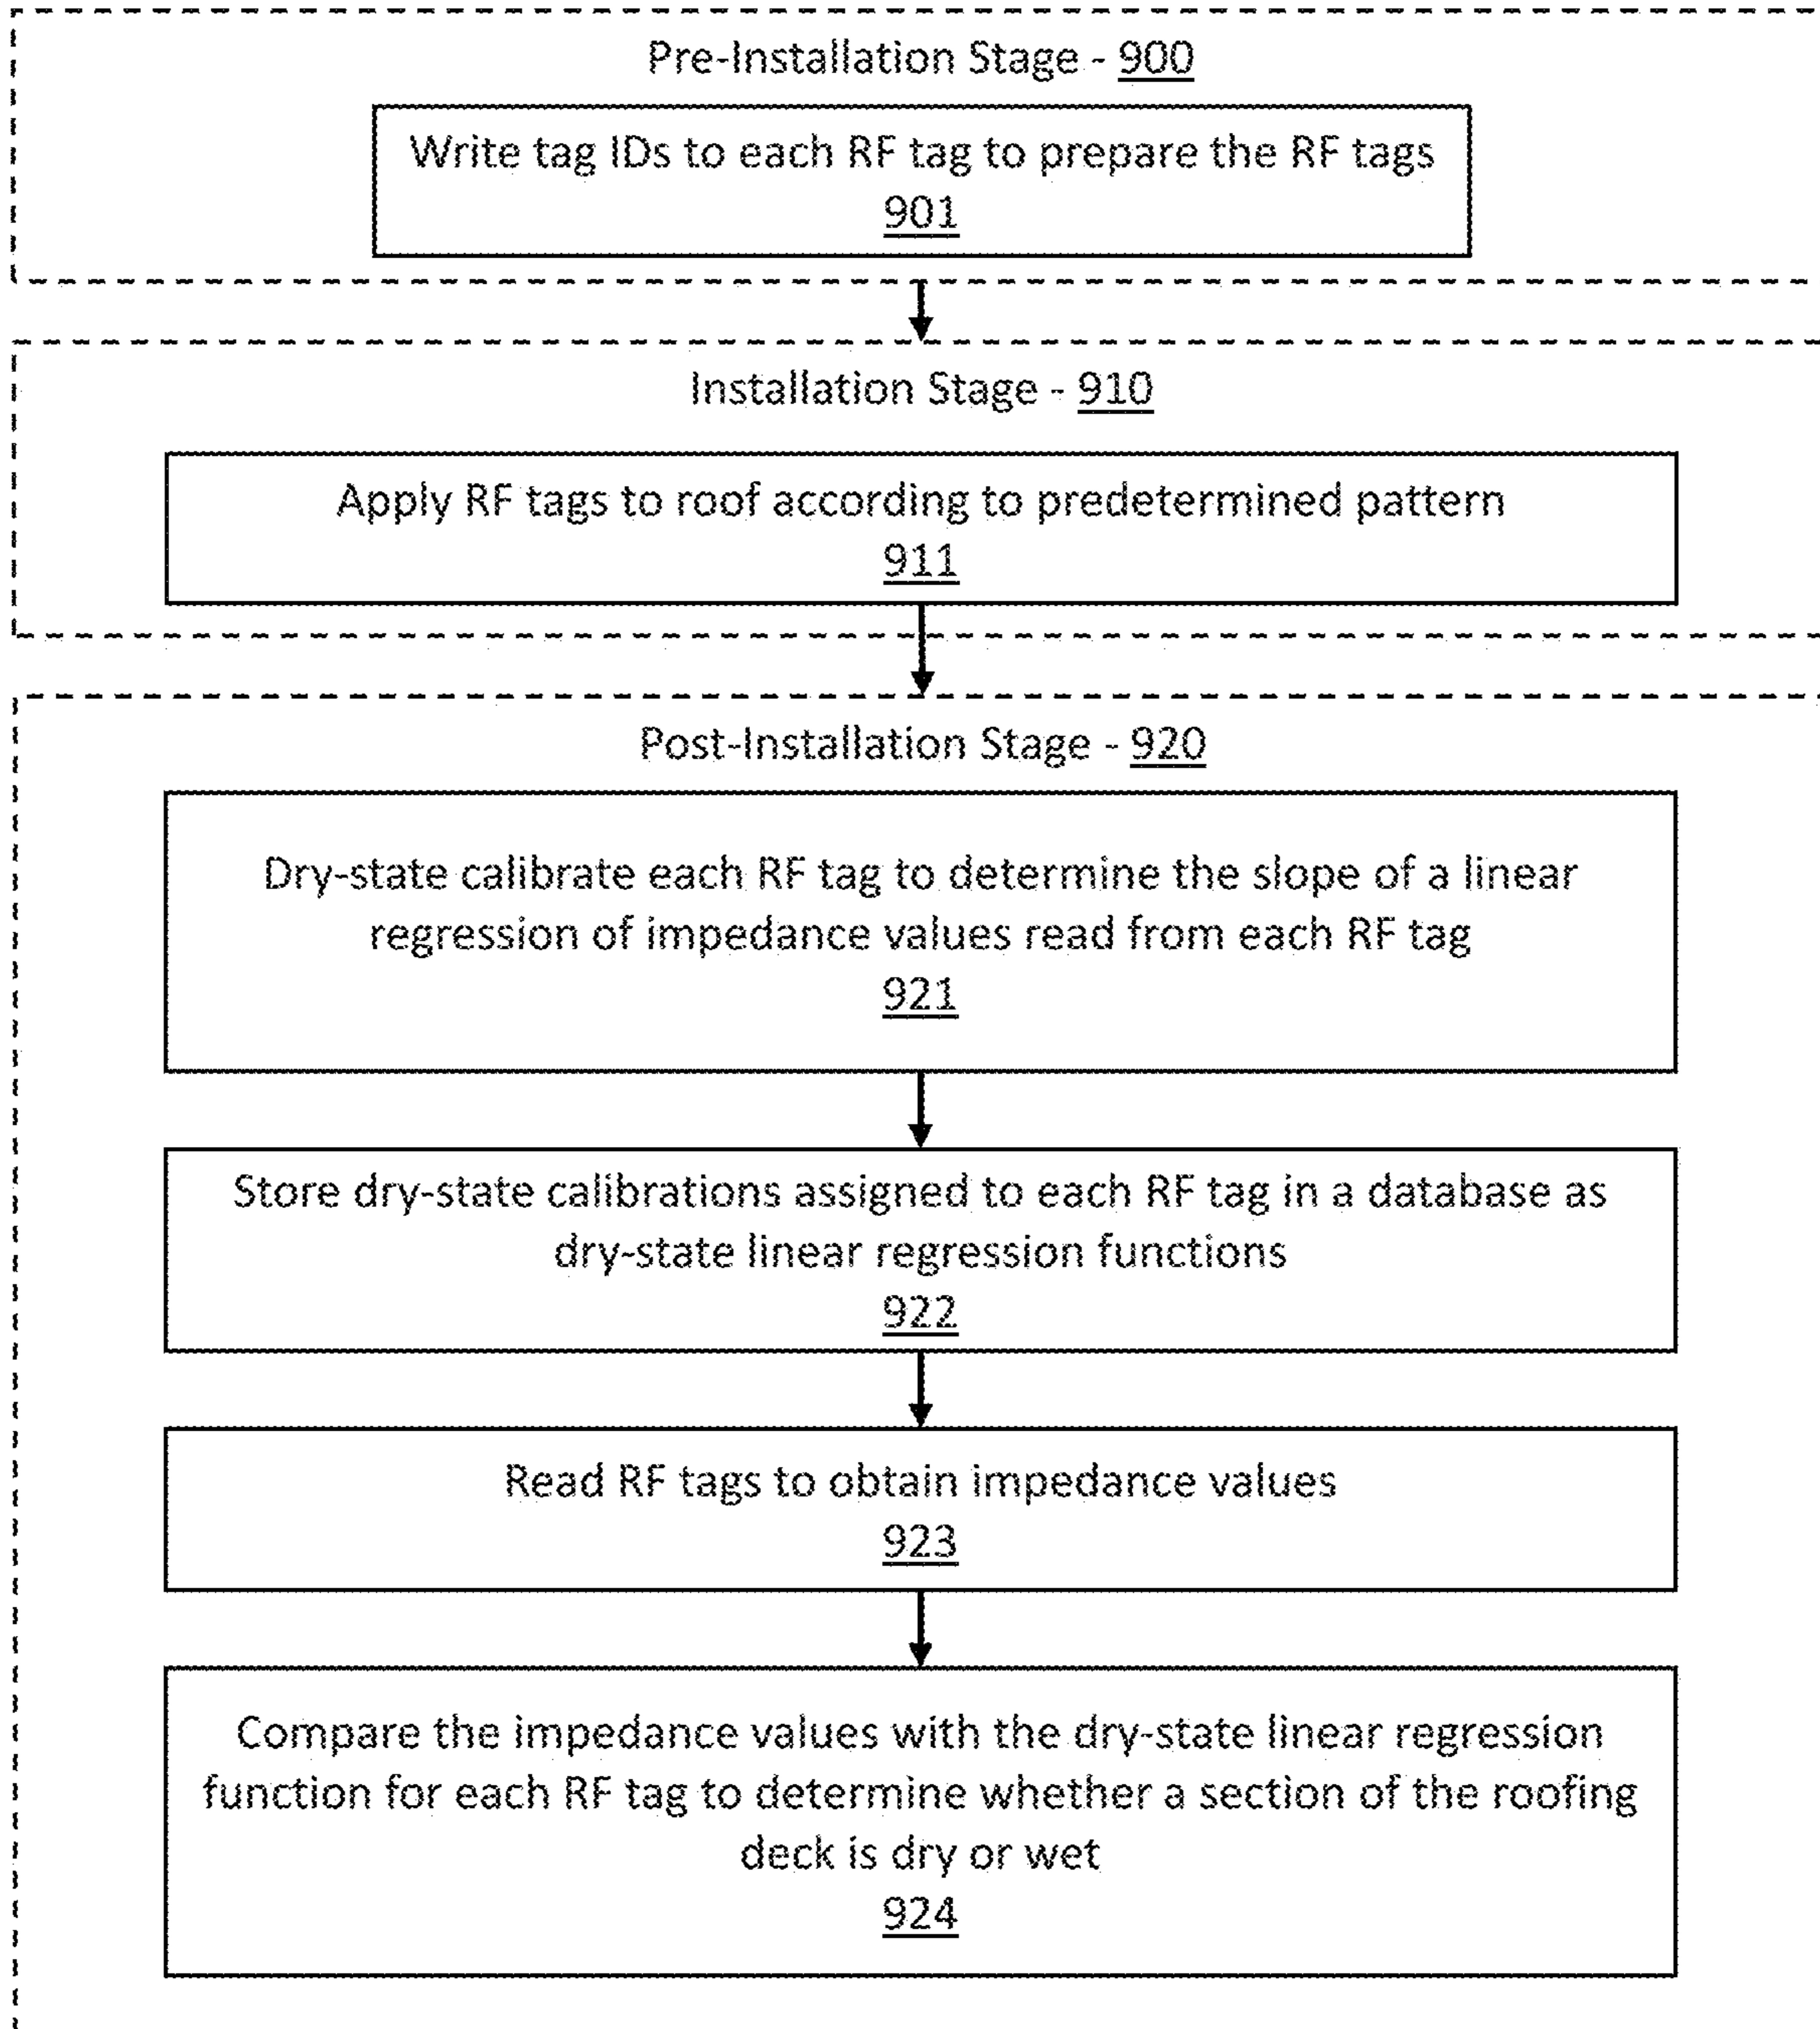 Pre-Installation Stage - 900
Write tag IDs to each RF tag to prepare the RF tags
901
Installation Stage - 910
Apply RF tags to roof according to predetermined pattern
911
Post-Installation Stage - 920
Dry-state calibrate each RF tag to determine the slope of a linear
regression of impedance values read from each RF tag
921
Store dry-state calibrations assigned to each RF tag in a database as
dry-state linear regression functions
922
Read RF tags to obtain impedance values
923
Compare the impedance values with the dry-state linear regression
function for each RF tag to determine whether a section of the roofing
deck is dry or wet
924